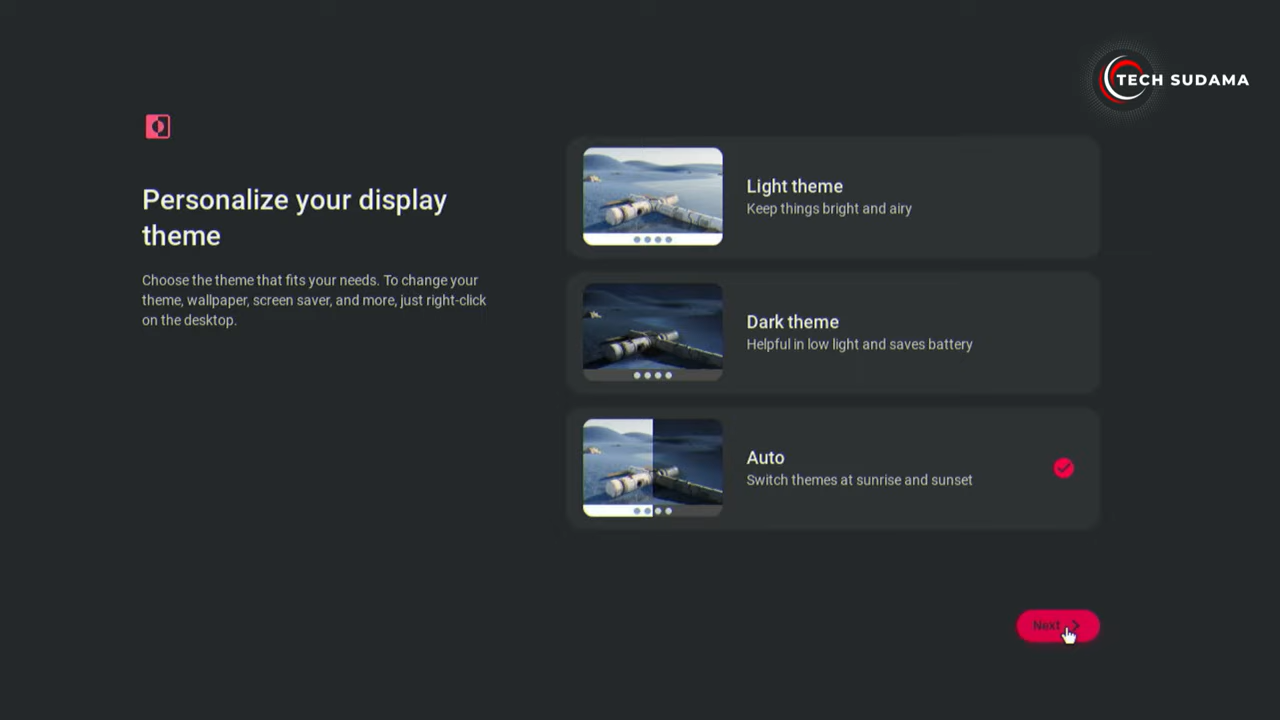 TECH SUDAMA
Personalize your display
theme
Choose the theme that fits your needs. To change your
theme, wallpaper, screen saver, and more, just right-click
on the desktop.
Light theme
Keep things bright and airy
Dark theme
Helpful in low light and saves battery
Auto
Switch themes at sunrise and sunset
Next